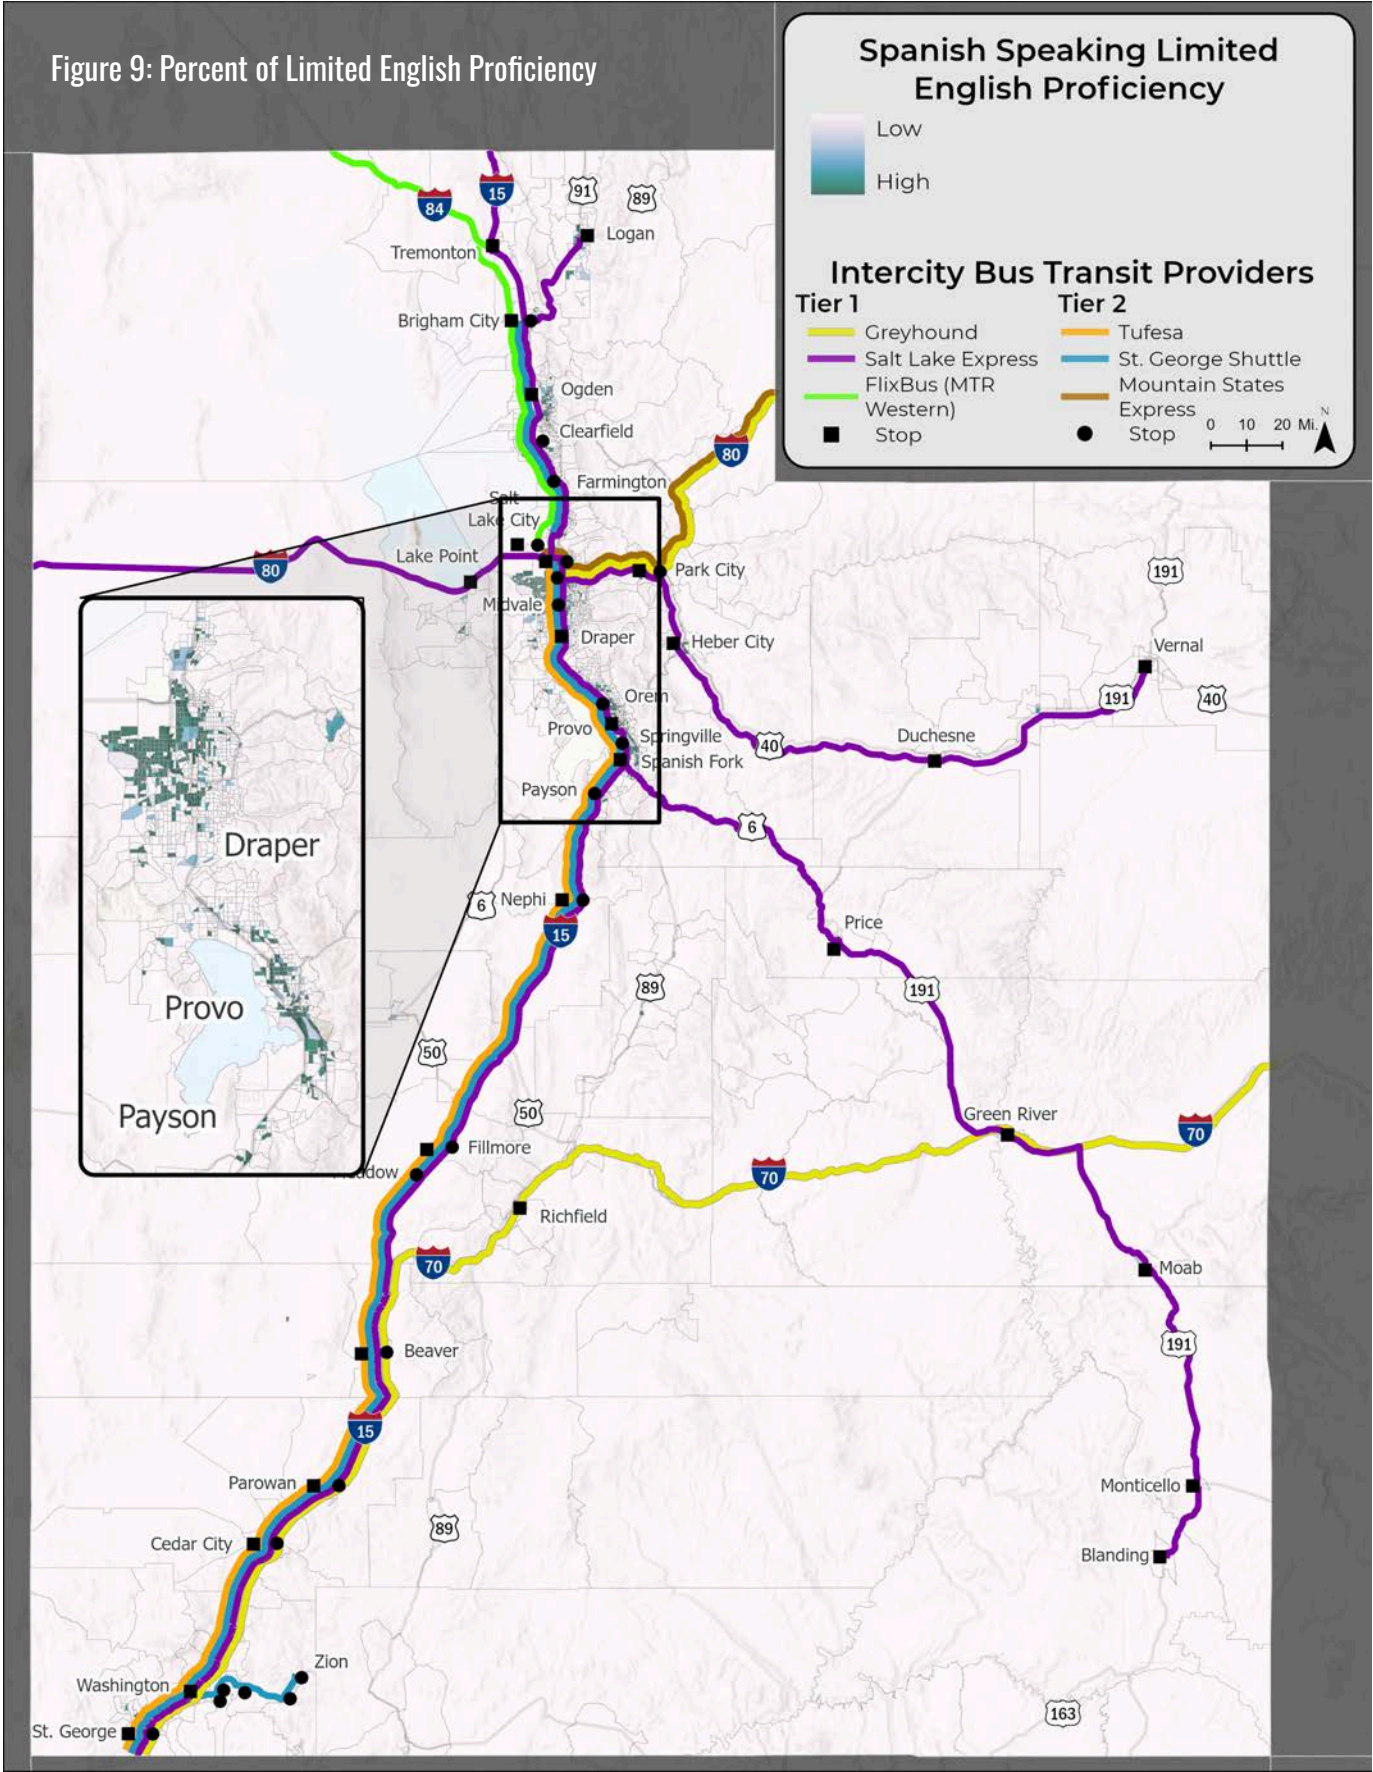 Figure 9: Percent of Limited English Proficiency
Spanish Speaking Limited
English Proficiency
Low
High
Intercity Bus Transit Providers
Tier 1
Tier 2
Greyhound
Tufesa
Salt Lake Express
St. George Shuttle
FlixBus (MTR
Western)
Mountain States
Express
Stop
Stop
0 10 20 Mi.
N
84
15
91
89
Logan
Tremonton
Brigham City
Ogden
Clearfield
80
Farmington
Salt
Lake City
Lake Point
80
Park City
191
Midvale
Draper
Heber City
Vernal
Orem
191
40
Provo
Springville
40
Duchesne
Spanish Fork
Payson
6
Draper
Provo
Payson
6
Nephi
15
Price
89
191
50
50
Green River
70
Fillmore
70
Richfield
70
Moab
191
Beaver
15
Parowan
Monticello
89
Cedar City
Blanding
Zion
Washington
St. George
163